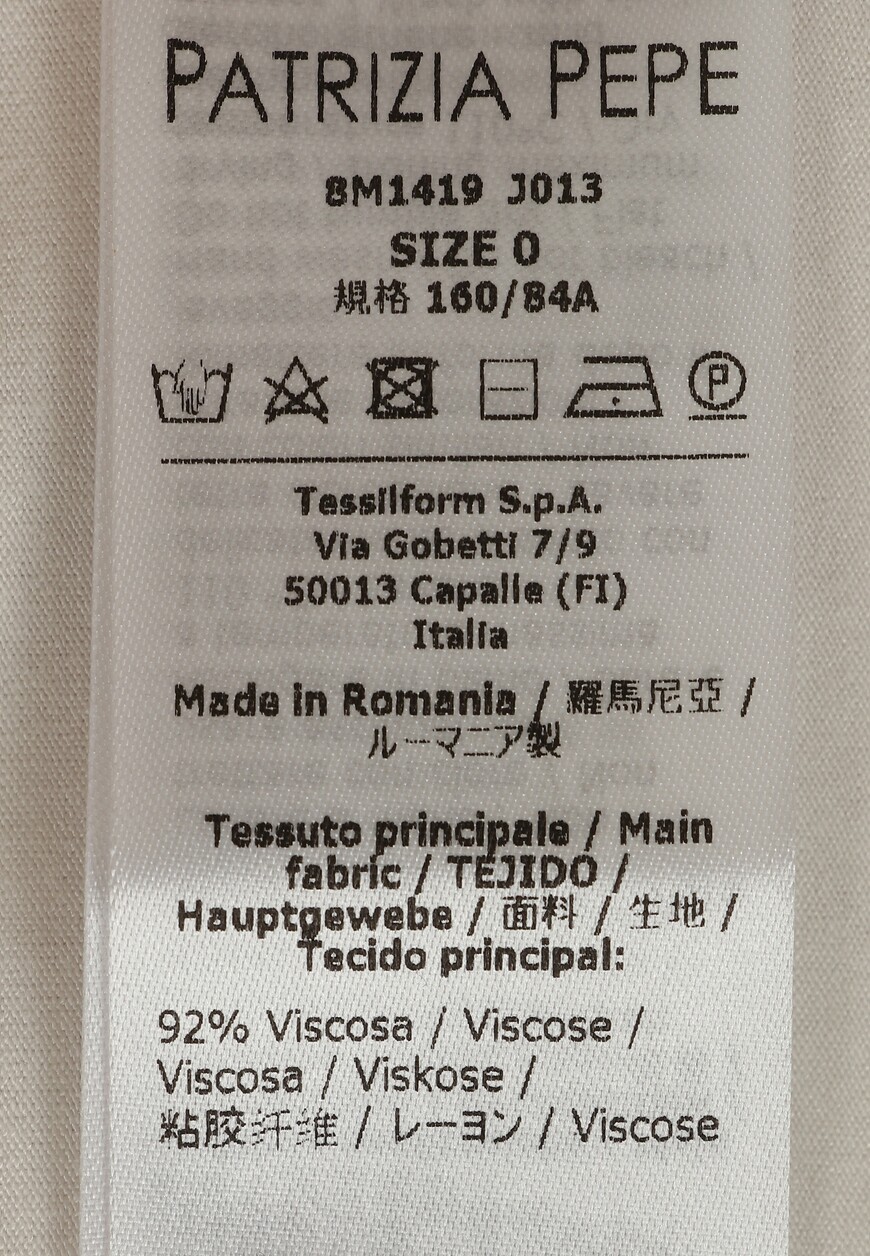 PATRIZIA PEPE
8M1419 J013
SIZE 0
規格 160/84A
Tessilform S.p.A.
Via Gobetti 7/9
50013 Capalle (FI)
Italia
Made in Romania / 羅馬尼亞 /
ルーマニア製
Tessuto principale / Main
fabric / TEJIDO /
Hauptgewebe / 面料 / 生地 /
Tecido principal:
92% Viscosa / Viscose /
Viscosa / Viskose /
粘胶纤维 / レーヨン / Viscose